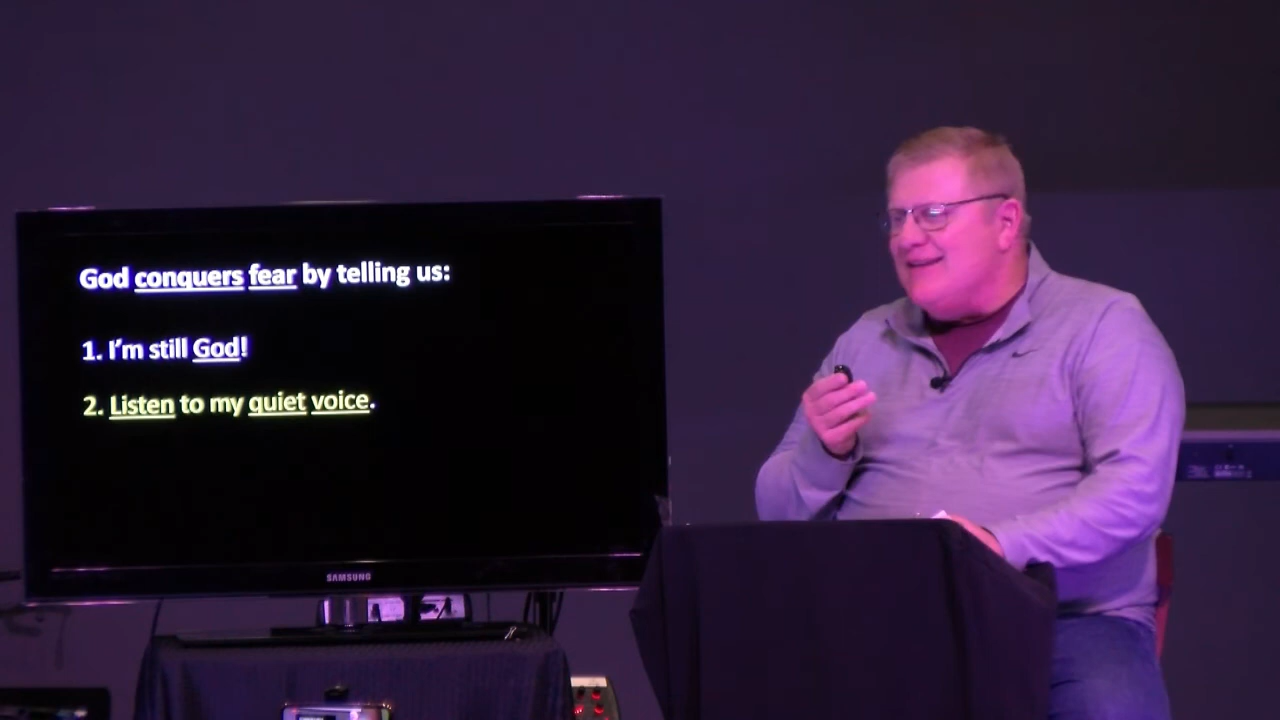 God conquers fear by telling us:
1. I'm still God!
2. Listen to my quiet voice.
SAMSUNG